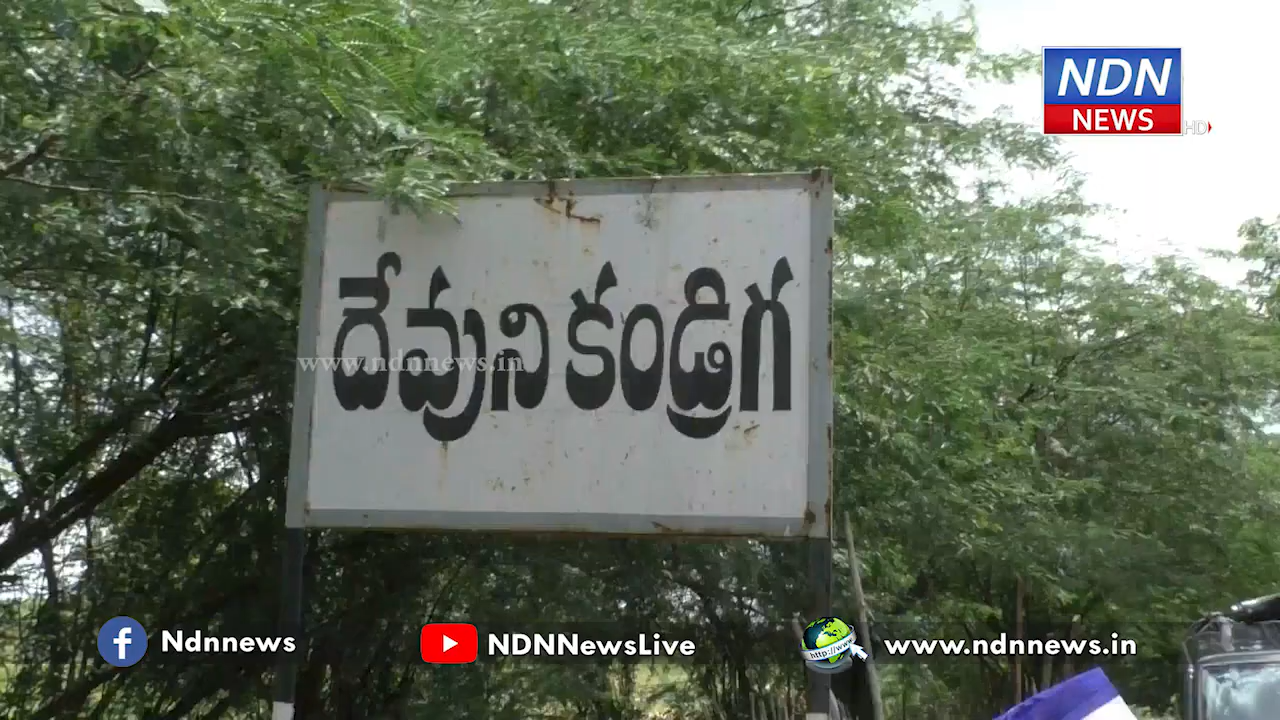 NDN
NEWS
HD
దేవుని కండ్రిగ
www.ndnnews.in
Ndnnews
NDNNewsLive
http://www
www.ndnnews.in